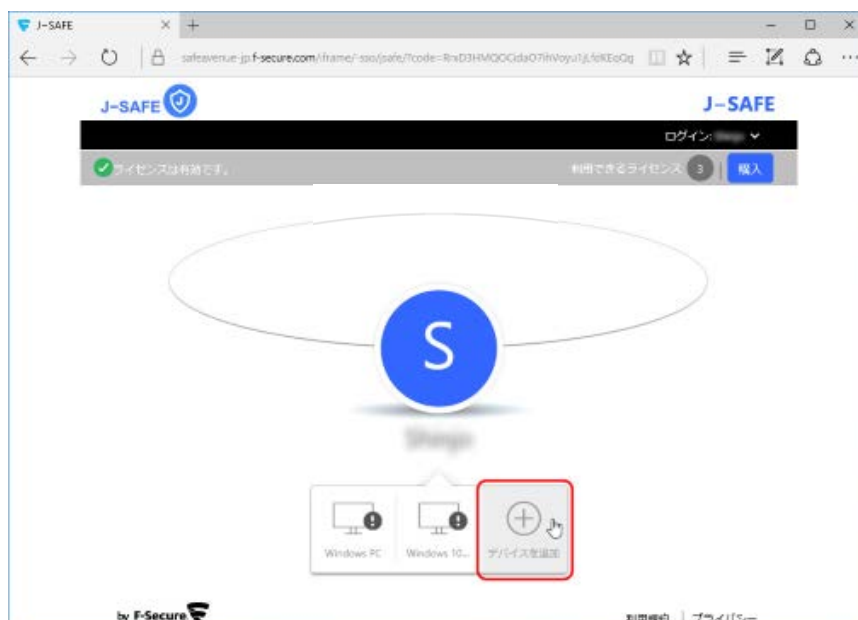 J-SAFE
J-SAFE
J-SAFE
ログイン:
ライセンスは有効です。
利用できるライセンス 3 | 購入
S
Windows PC
Windows 10...
デバイスを追加
by F-Secure
利用規約 | プライバシー